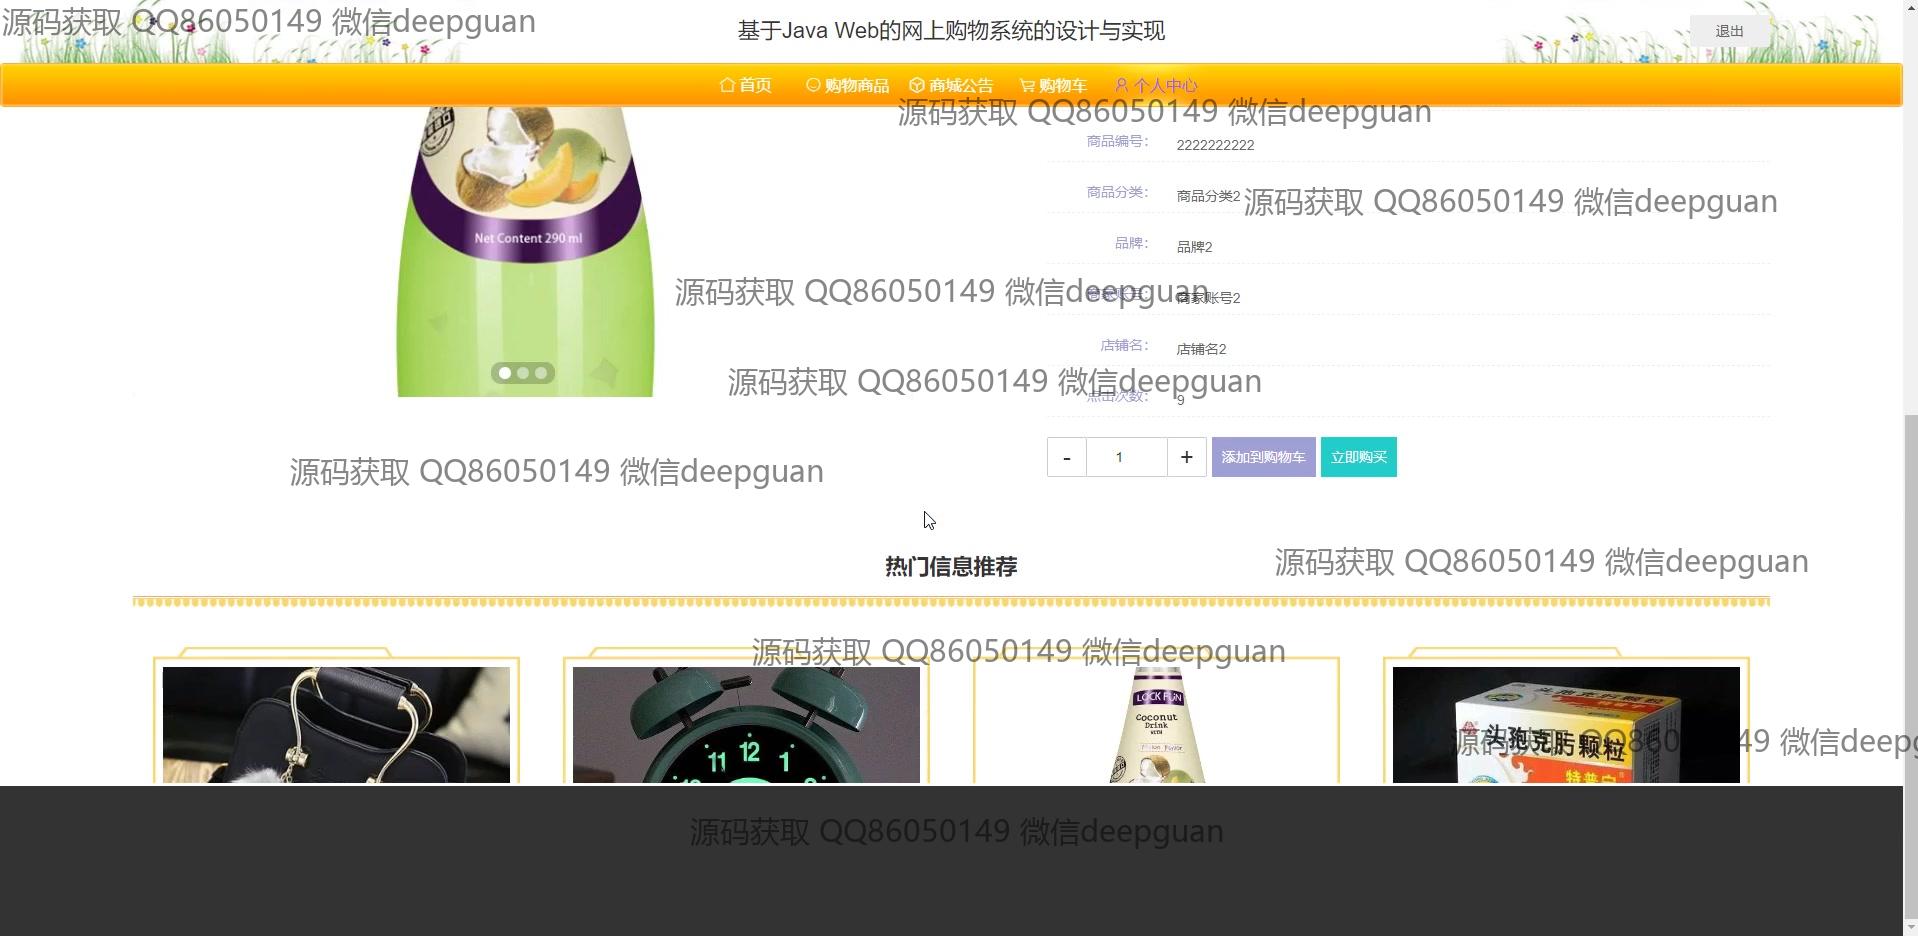 源码获取 QQ86050149 微信deepguan
基于Java Web的网上购物系统的设计与实现
退出
首页 购物商品 商城公告 购物车 个人中心
源码获取 QQ86050149 微信deepguan
商品编号: 2222222222
商品分类: 商品分类2
源码获取 QQ86050149 微信deepguan
Net Content 290 ml
品牌: 品牌2
源码获取 QQ86050149 微信deepguan
商家账号: 商家账号2
店铺名: 店铺名2
源码获取 QQ86050149 微信deepguan
点击次数: 9
- 1 + 添加到购物车 立即购买
源码获取 QQ86050149 微信deepguan
热门信息推荐
源码获取 QQ86050149 微信deepguan
源码获取 QQ86050149 微信deepguan
LOCK FUN
Coconut
Drink
WITH
Melon Flavor
11 12 1
头孢克肟颗粒
特普宁
源码获取 QQ86050149 微信deepg
源码获取 QQ86050149 微信deepguan